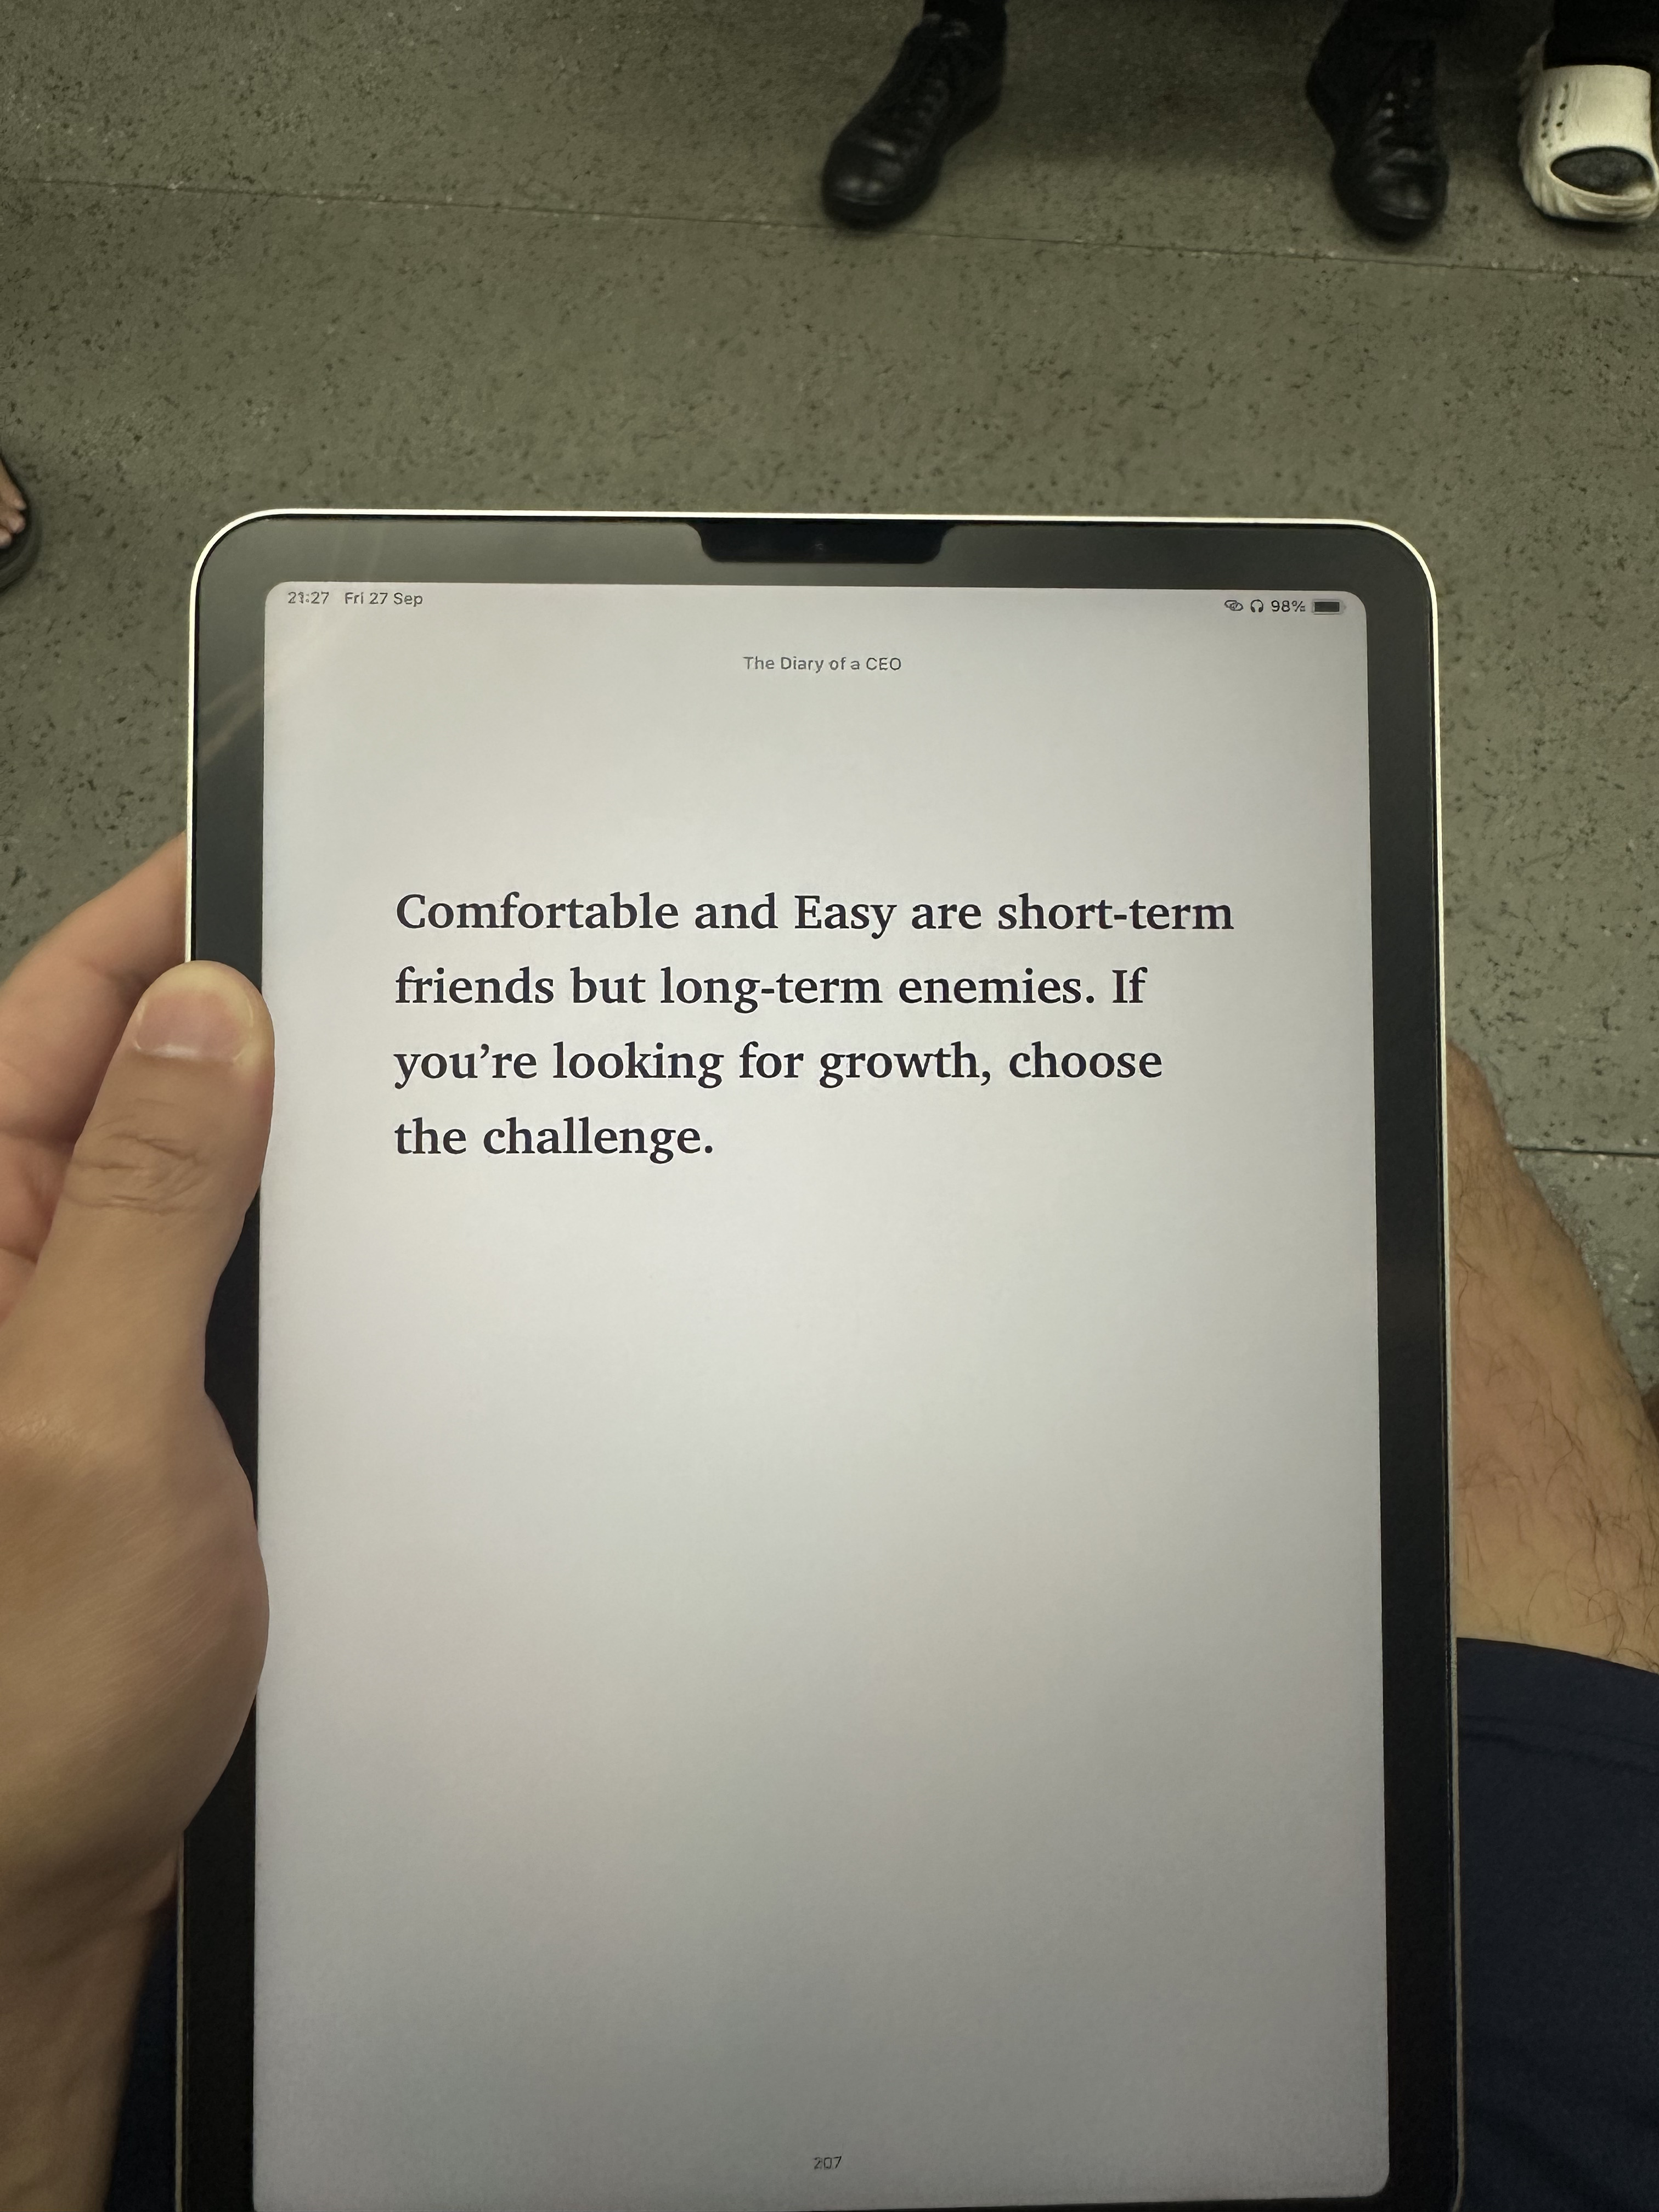 21:27 Fri 27 Sep
98%
The Diary of a CEO
Comfortable and Easy are short-term
friends but long-term enemies. If
you’re looking for growth, choose
the challenge.
207